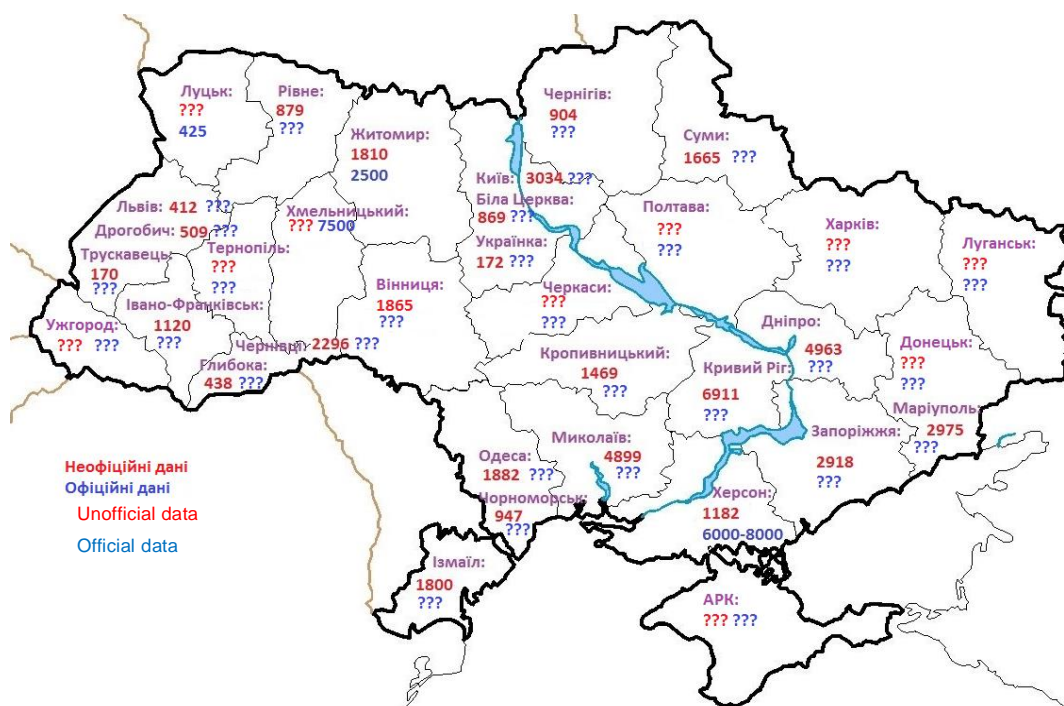 Луцьк:
???
425
Рівне:
879
???
Житомир:
1810
2500
Чернігів:
904
???
Суми:
1665 ???
Київ: 3034 ???
Біла Церква:
869 ???
Українка:
172 ???
Львів: 412 ???
Дрогобич: 509 ???
Трускавець:
170
???
Тернопіль:
???
???
Хмельницький:
??? 7500
Полтава:
???
???
Харків:
???
???
Луганськ:
???
???
Вінниця:
1865
???
Черкаси:
???
???
Івано-Франківськ:
1120
???
Ужгород:
??? ???
Чернівці: 2296 ???
Глибока:
438 ???
Кропивницький:
1469
???
Дніпро:
4963
???
Кривий Ріг:
6911
???
Донецьк:
???
???
Маріуполь:
2975
???
Запоріжжя:
2918
???
Миколаїв:
4899
???
Одеса:
1882 ???
Чорноморськ:
947
???
Херсон:
1182
6000-8000
Ізмаїл:
1800
???
АРК:
??? ???
Неофіційні дані
Офіційні дані
Unofficial data
Official data